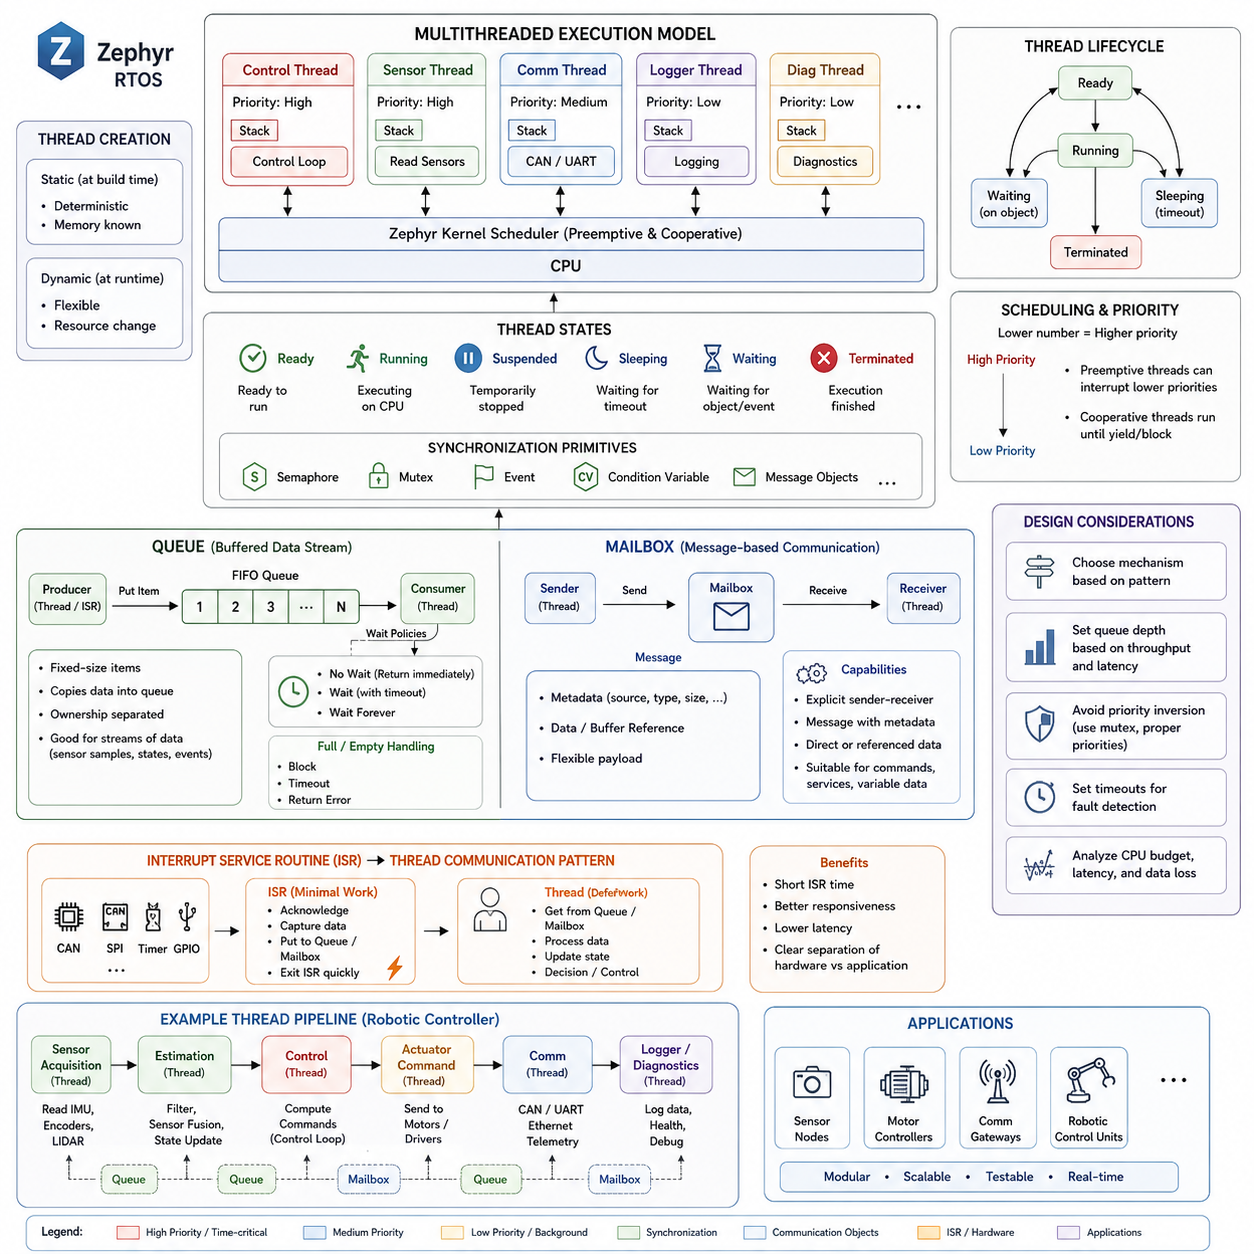 Z
Zephyr
RTOS
THREAD CREATION
Static (at build time)
• Deterministic
• Memory known
Dynamic (at runtime)
• Flexible
• Resource change
MULTITHREADED EXECUTION MODEL
Control Thread
Priority: High
Stack
Control Loop
Sensor Thread
Priority: High
Stack
Read Sensors
Comm Thread
Priority: Medium
Stack
CAN / UART
Logger Thread
Priority: Low
Stack
Logging
Diag Thread
Priority: Low
Stack
Diagnostics
...
Zephyr Kernel Scheduler (Preemptive & Cooperative)
CPU
THREAD LIFECYCLE
Ready
Running
Waiting
(on object)
Sleeping
(timeout)
Terminated
THREAD STATES
Ready
Ready to
run
Running
Executing
on CPU
Suspended
Temporarily
stopped
Sleeping
Waiting for
timeout
Waiting
Waiting for
object/event
Terminated
Execution
finished
SYNCHRONIZATION PRIMITIVES
S
Semaphore
Mutex
Event
CV
Condition Variable
Message Objects
...
SCHEDULING & PRIORITY
Lower number = Higher priority
High Priority
Low Priority
• Preemptive threads can
interrupt lower priorities
• Cooperative threads run
until yield/block
QUEUE (Buffered Data Stream)
Producer
(Thread / ISR)
Put Item
FIFO Queue
1 2 3 ... N
Consumer
(Thread)
Wait Policies
• Fixed-size items
• Copies data into queue
• Ownership separated
• Good for streams of data
(sensor samples, states, events)
• No Wait (Return immediately)
• Wait (with timeout)
• Wait Forever
Full / Empty Handling
• Block
• Timeout
• Return Error
MAILBOX (Message-based Communication)
Sender
(Thread)
Send
Mailbox
Receive
Receiver
(Thread)
Message
• Metadata (source, type, size, ...)
• Data / Buffer Reference
• Flexible payload
Capabilities
• Explicit sender-receiver
• Message with metadata
• Direct or referenced data
• Suitable for commands,
services, variable data
DESIGN CONSIDERATIONS
Choose mechanism
based on pattern
Set queue depth
based on throughput
and latency
Avoid priority inversion
(use mutex, proper
priorities)
Set timeouts for
fault detection
Analyze CPU budget,
latency, and data loss
INTERRUPT SERVICE ROUTINE (ISR) → THREAD COMMUNICATION PATTERN
CAN
CAN
SPI
Timer
GPIO
...
ISR (Minimal Work)
• Acknowledge
• Capture data
• Put to Queue /
Mailbox
• Exit ISR quickly
Thread
• Get from Queue /
Mailbox
• Process data
• Update state
• Decision / Control
Benefits
• Short ISR time
• Better responsiveness
• Lower latency
• Clear separation of
hardware vs application
EXAMPLE THREAD PIPELINE (Robotic Controller)
Sensor
Acquisition
(Thread)
Read IMU,
Encoders,
LIDAR
Estimation
(Thread)
Filter,
Sensor Fusion,
State Update
Control
(Thread)
Compute
Commands
(Control Loop)
Actuator
Command
(Thread)
Send to
Motors /
Drivers
Comm
(Thread)
CAN / UART
Ethernet
Telemetry
Logger /
Diagnostics
(Thread)
Log data,
Health,
Debug
Queue
Queue
Mailbox
Queue
Mailbox
APPLICATIONS
Sensor
Nodes
Motor
Controllers
Comm
Gateways
Robotic
Control Units
...
Modular • Scalable • Testable • Real-time
Legend:
High Priority / Time-critical
Medium Priority
Low Priority / Background
Synchronization
Communication Objects
ISR / Hardware
Applications